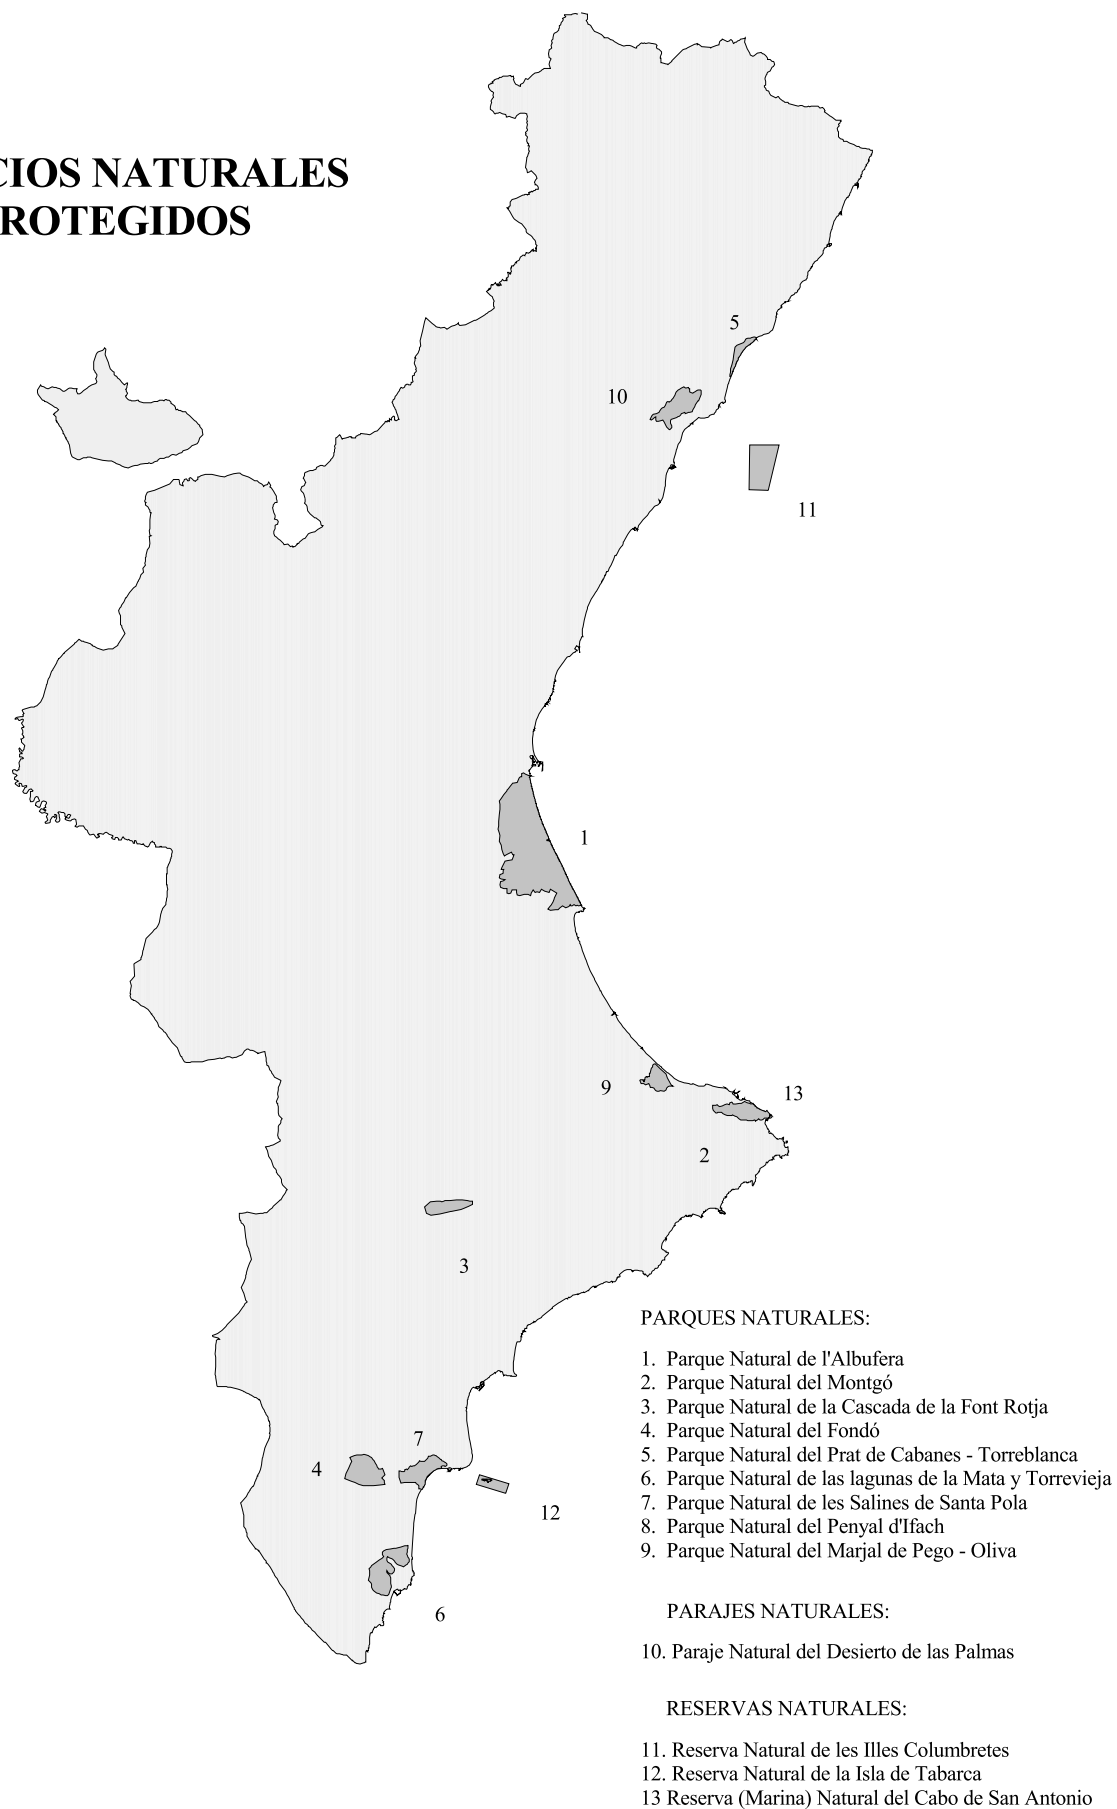 CIOS NATURALES
ROTEGIDOS
5
10
11
1
9
13
2
3
7
4
12
6
PARQUES NATURALES:
1. Parque Natural de l'Albufera
2. Parque Natural del Montgó
3. Parque Natural de la Cascada de la Font Rotja
4. Parque Natural del Fondó
5. Parque Natural del Prat de Cabanes - Torreblanca
6. Parque Natural de las lagunas de la Mata y Torrevieja
7. Parque Natural de les Salines de Santa Pola
8. Parque Natural del Penyal d'Ifach
9. Parque Natural del Marjal de Pego - Oliva
PARAJES NATURALES:
10. Paraje Natural del Desierto de las Palmas
RESERVAS NATURALES:
11. Reserva Natural de les Illes Columbretes
12. Reserva Natural de la Isla de Tabarca
13 Reserva (Marina) Natural del Cabo de San Antonio